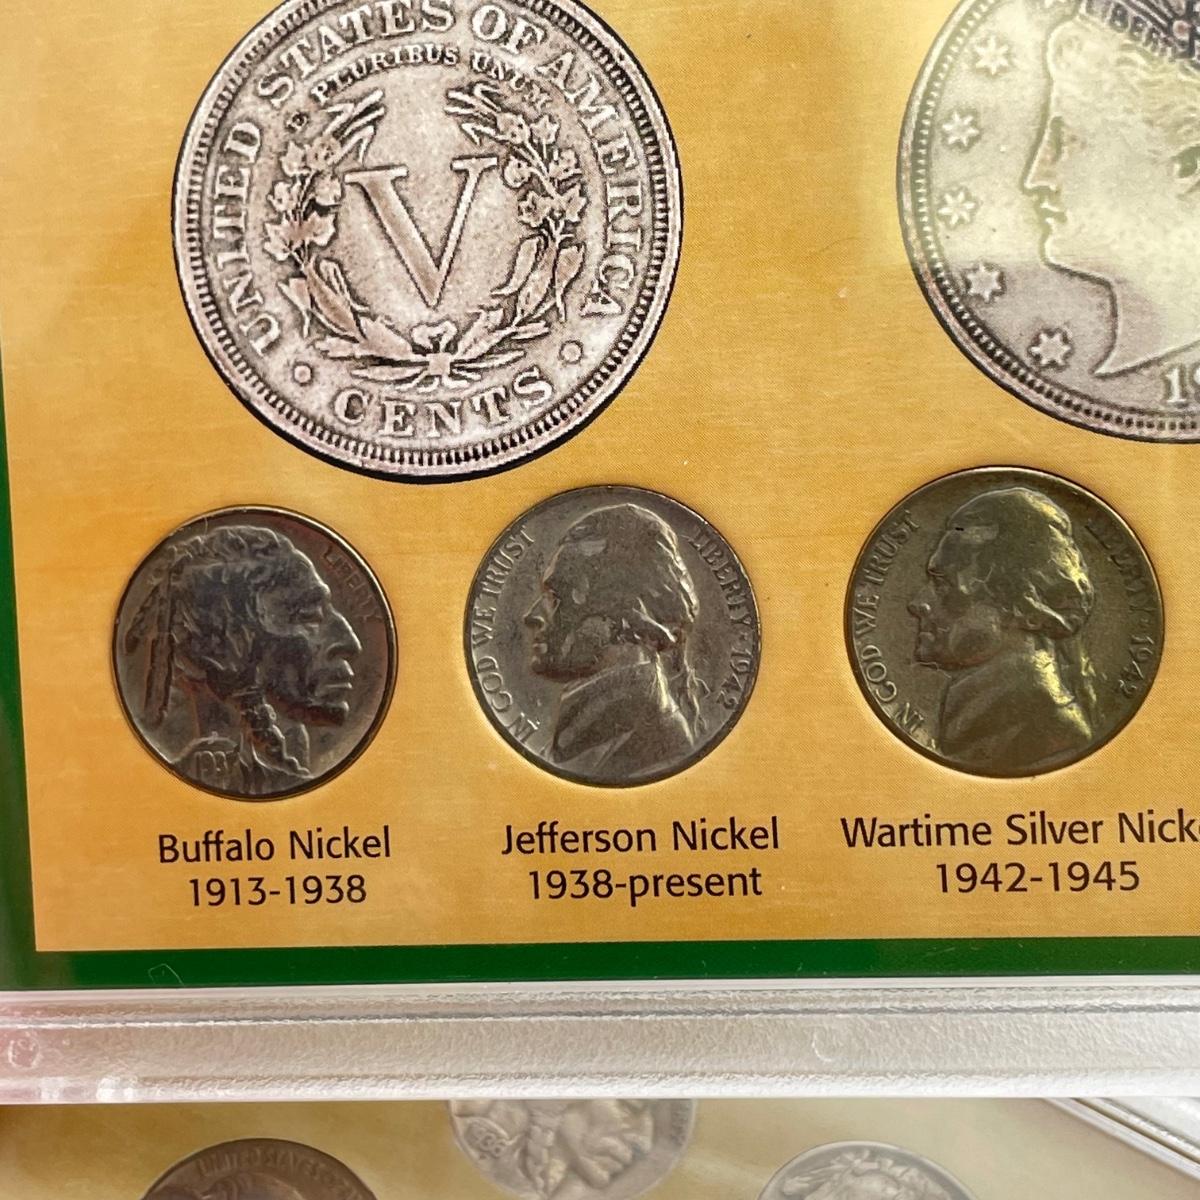 UNITED STATES OF AMERICA
E PLURIBUS UNUM
V
CENTS
LIBERTY
IN GOD WE TRUST
LIBERTY · 1942
IN GOD WE TRUST
1942
Buffalo Nickel
1913-1938
Jefferson Nickel
1938-present
Wartime Silver Nick
1942-1945